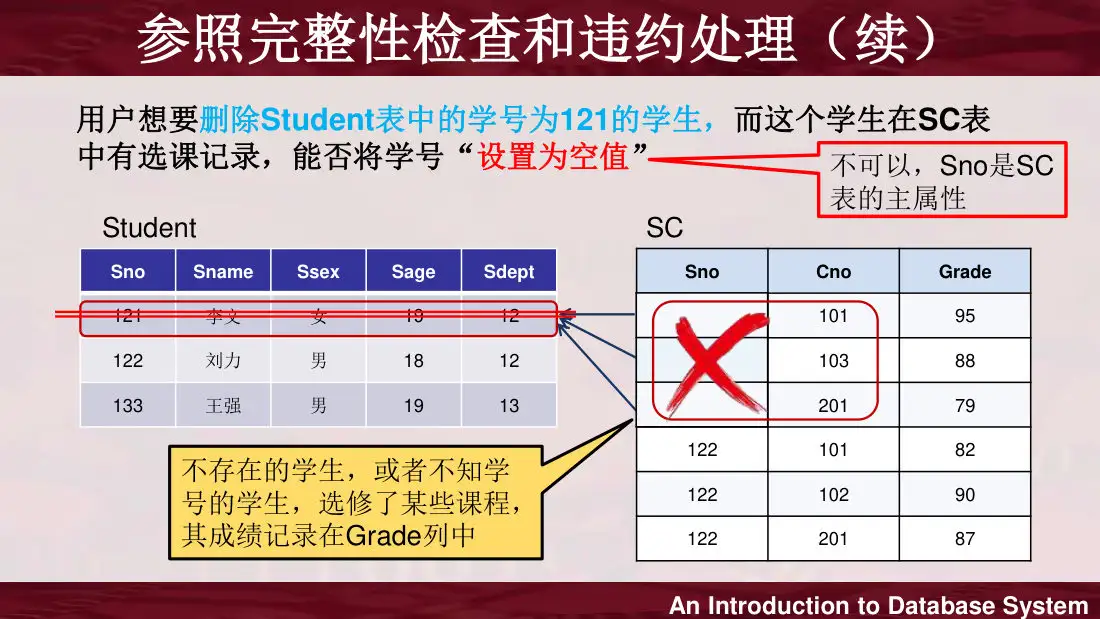 参照完整性检查和违约处理（续）
用户想要删除Student表中的学号为121的学生，而这个学生在SC表
中有选课记录，能否将学号“设置为空值”
不可以，Sno是SC
表的主属性
Student
Sno Sname Ssex Sage Sdept
121 李文 女 19 12
122 刘力 男 18 12
133 王强 男 19 13
SC
Sno Cno Grade
101 95
103 88
201 79
122 101 82
122 102 90
122 201 87
不存在的学生，或者不知学
号的学生，选修了某些课程，
其成绩记录在Grade列中
An Introduction to Database System